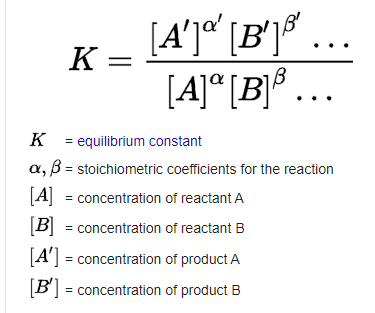 K = [A′]^α′ [B′]^β′ ... / [A]^α [B]^β ...
K = equilibrium constant
α, β = stoichiometric coefficients for the reaction
[A] = concentration of reactant A
[B] = concentration of reactant B
[A′] = concentration of product A
[B′] = concentration of product B